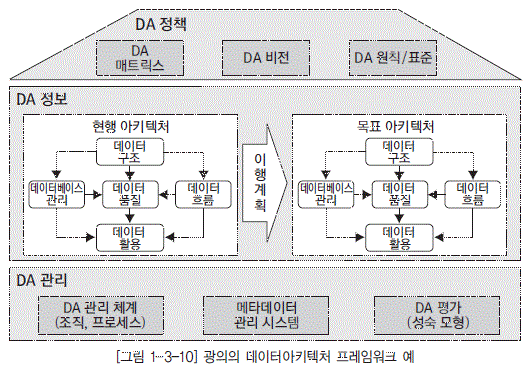 DA 정책
DA
매트릭스
DA 비전
DA 원칙/표준
DA 정보
현행 아키텍처
데이터
구조
데이터베이스
관리
데이터
품질
데이터
흐름
데이터
활용
이행계획
목표 아키텍처
데이터
구조
데이터베이스
관리
데이터
품질
데이터
흐름
데이터
활용
DA 관리
DA 관리 체계
(조직, 프로세스)
메타데이터
관리 시스템
DA 평가
(성숙 모형)
[그림 1-3-10] 광의의 데이터아키텍처 프레임워크 예